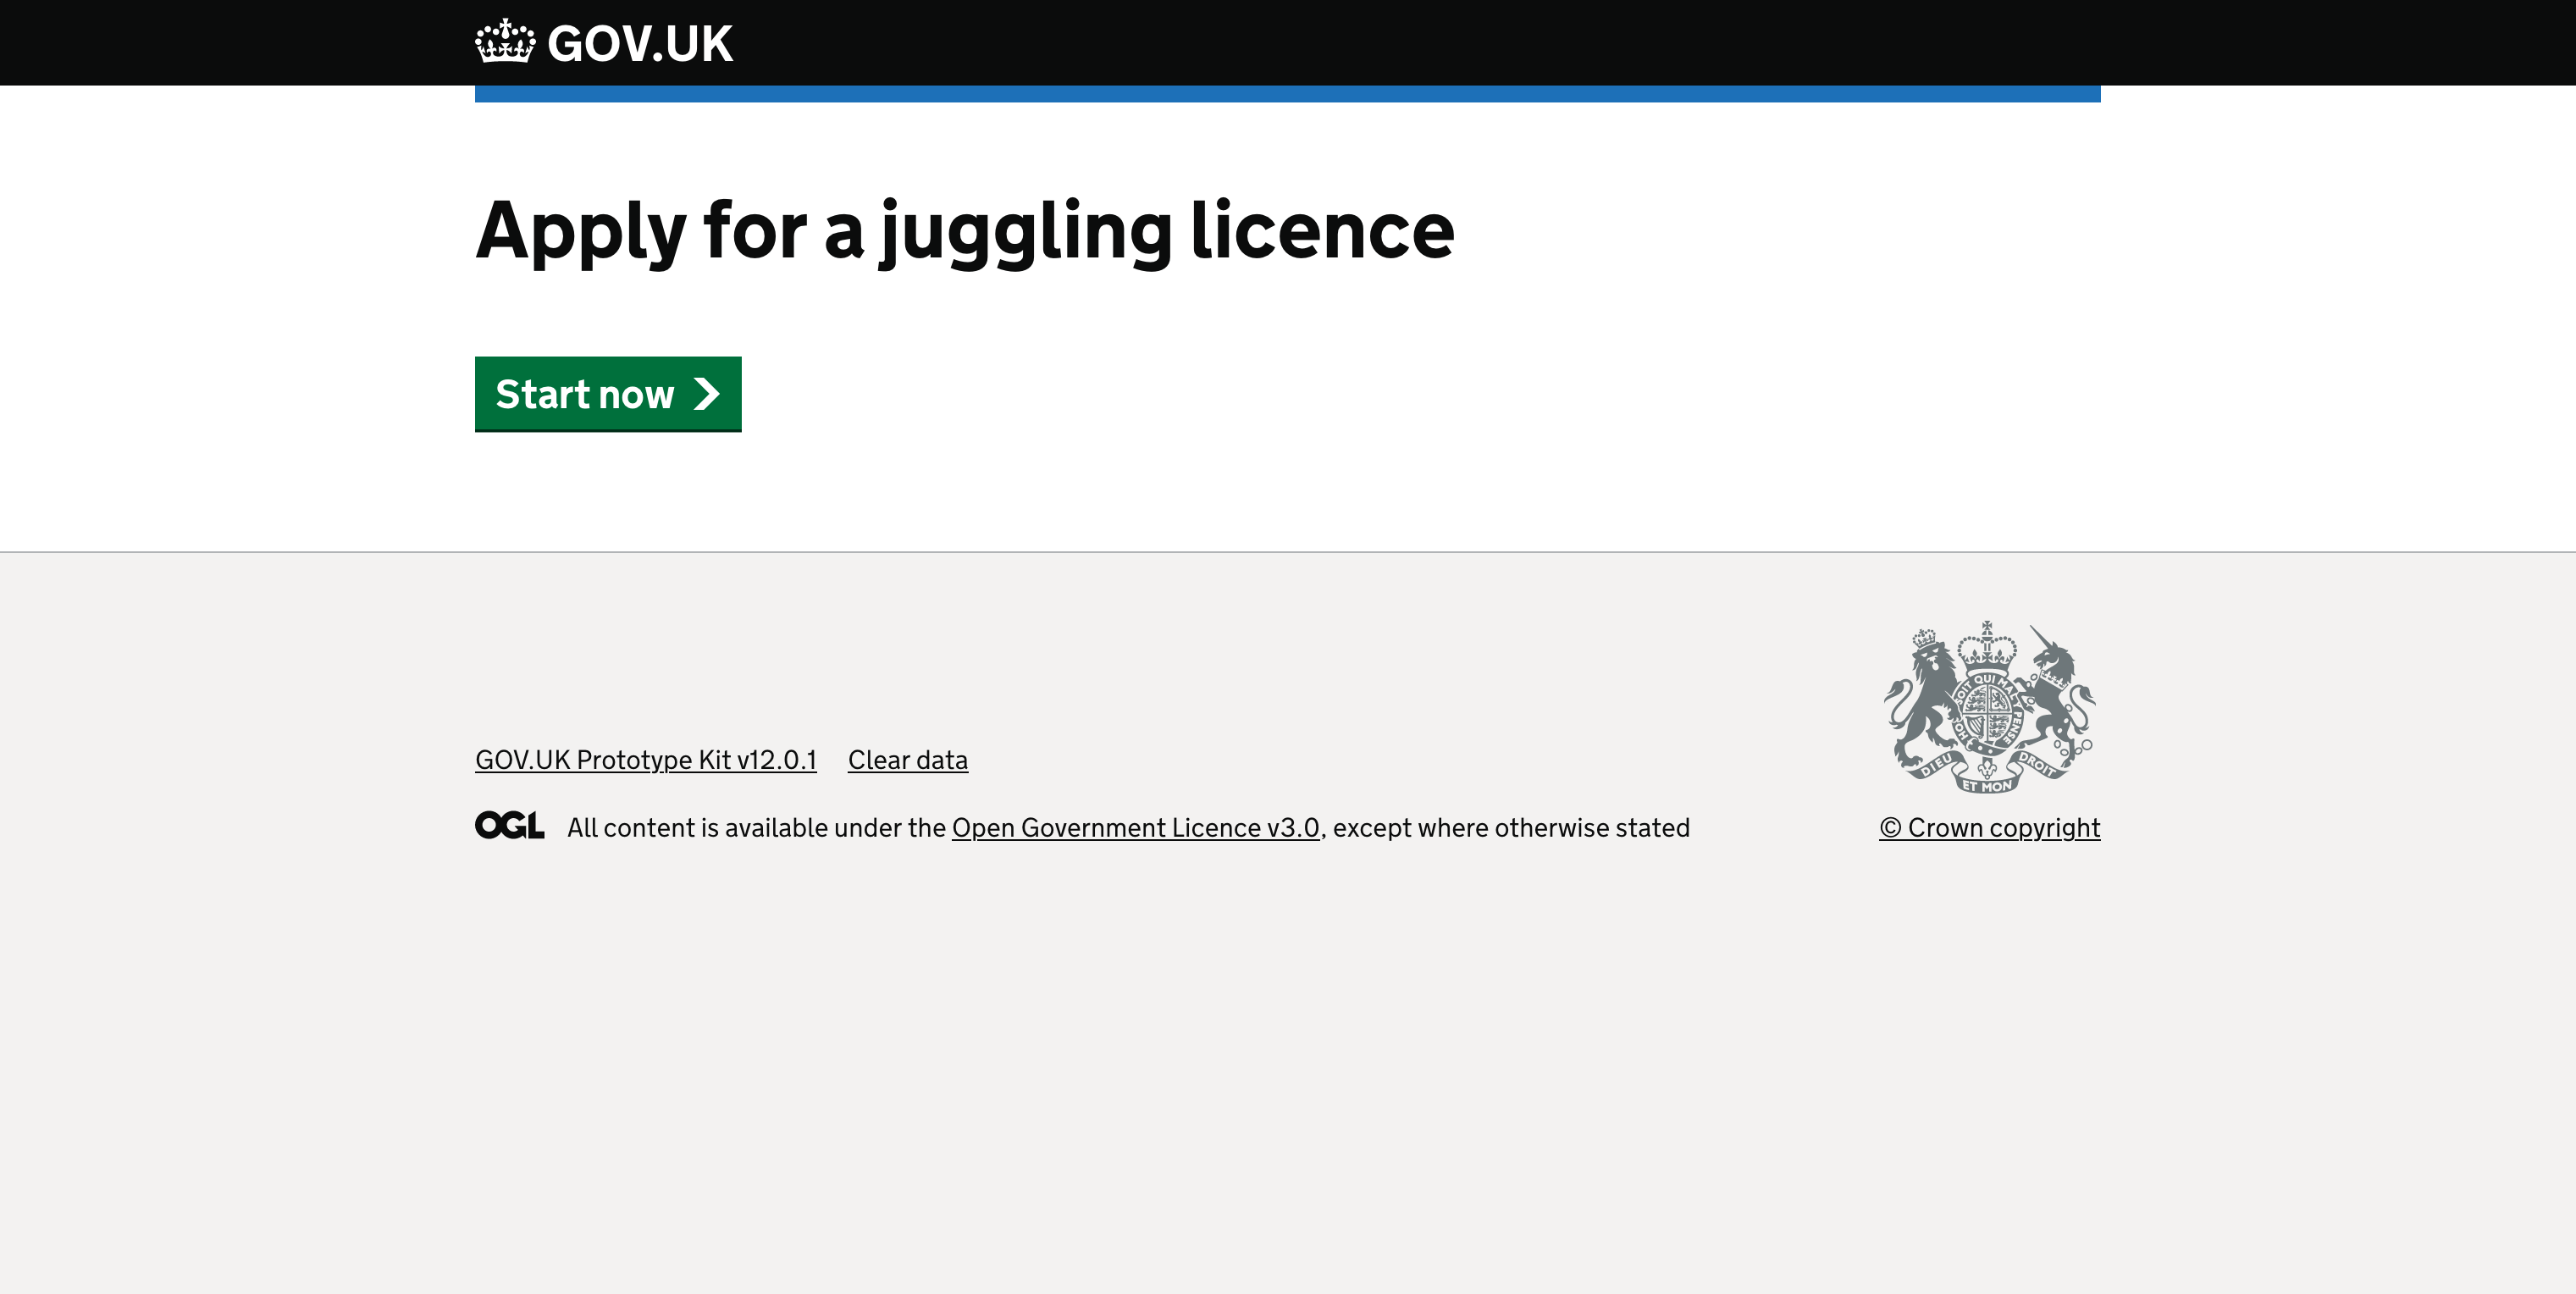 GOV.UK
Apply for a juggling licence
Start now
SOIT QUI MAL
PENSE
HON
DIEU
DROIT
ET MON
GOV.UK Prototype Kit v12.0.1 Clear data
OGL All content is available under the Open Government Licence v3.0, except where otherwise stated
© Crown copyright